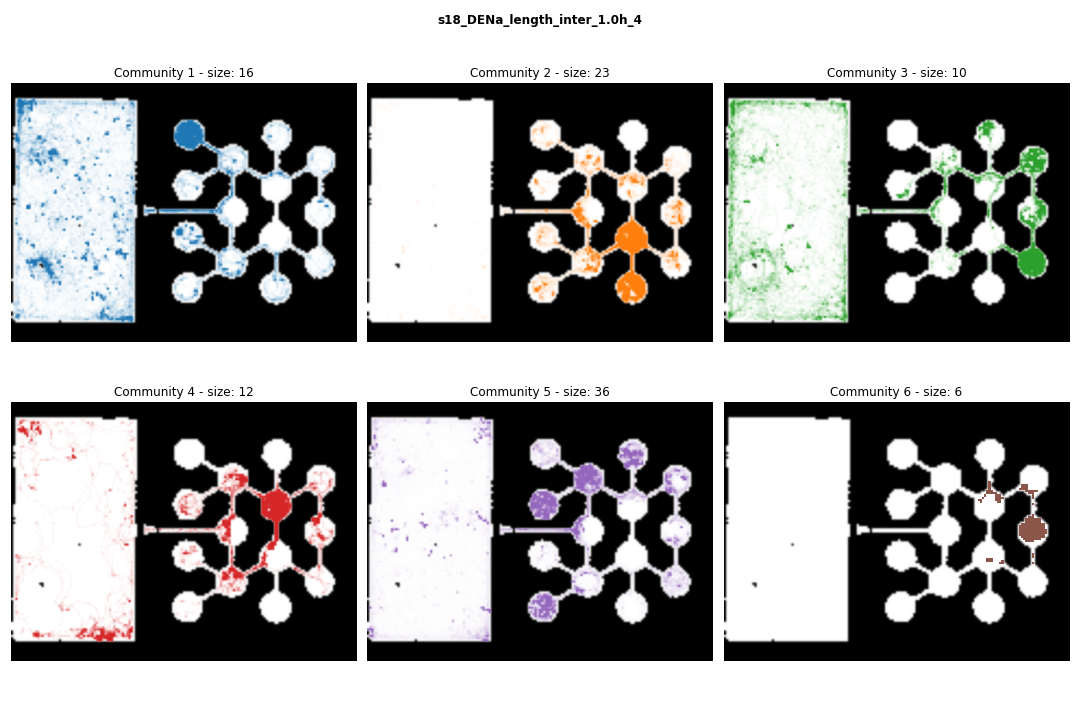 s18_DENa_length_inter_1.0h_4
Community 1 - size: 16
Community 2 - size: 23
Community 3 - size: 10
Community 4 - size: 12
Community 5 - size: 36
Community 6 - size: 6